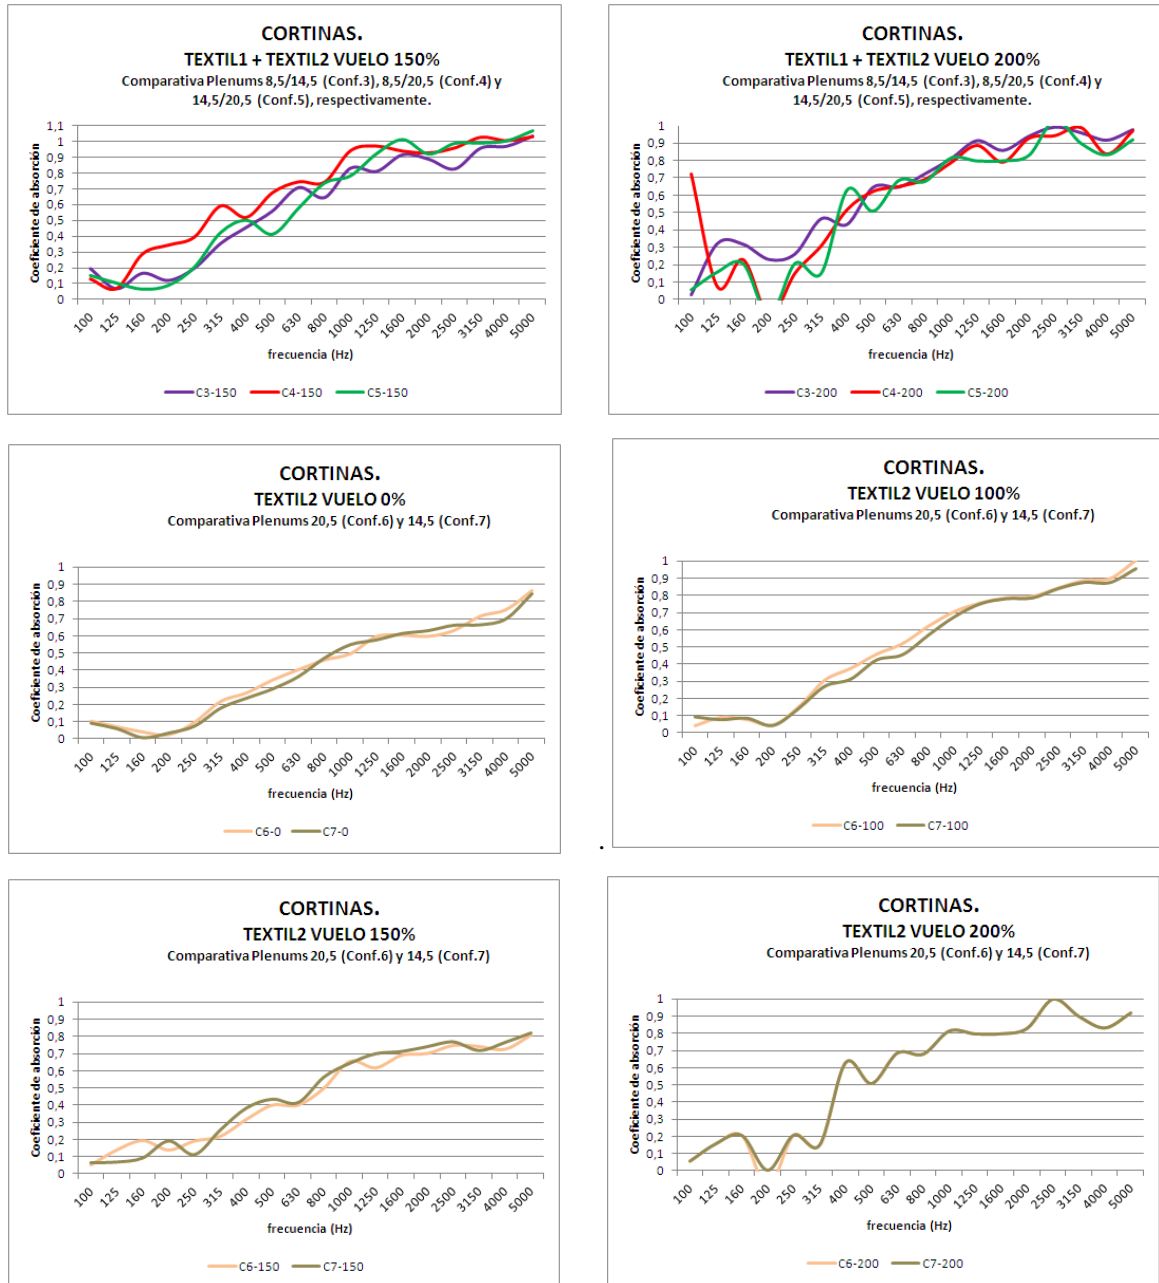 CORTINAS.
TEXTIL1 + TEXTIL2 VUELO 150%
Comparativa Plenums 8,5/14,5 (Conf.3), 8,5/20,5 (Conf.4) y
14,5/20,5 (Conf.5), respectivamente.
Coeficiente de absorción
1,1
1
0,9
0,8
0,7
0,6
0,5
0,4
0,3
0,2
0,1
0
100 125 160 200 250 315 400 500 630 800 1000 1250 1600 2000 2500 3150 4000 5000
frecuencia (Hz)
C3-150 C4-150 C5-150
CORTINAS.
TEXTIL1 + TEXTIL2 VUELO 200%
Comparativa Plenums 8,5/14,5 (Conf.3), 8,5/20,5 (Conf.4) y
14,5/20,5 (Conf.5), respectivamente.
Coeficiente de absorción
1
0,9
0,8
0,7
0,6
0,5
0,4
0,3
0,2
0,1
0
100 125 160 200 250 315 400 500 630 800 1000 1250 1600 2000 2500 3150 4000 5000
frecuencia (Hz)
C3-200 C4-200 C5-200
CORTINAS.
TEXTIL2 VUELO 0%
Comparativa Plenums 20,5 (Conf.6) y 14,5 (Conf.7)
Coeficiente de absorción
1
0,9
0,8
0,7
0,6
0,5
0,4
0,3
0,2
0,1
0
100 125 160 200 250 315 400 500 630 800 1000 1250 1600 2000 2500 3150 4000 5000
frecuencia (Hz)
C6-0 C7-0
CORTINAS.
TEXTIL2 VUELO 100%
Comparativa Plenums 20,5 (Conf.6) y 14,5 (Conf.7)
Coeficiente de absorción
1
0,9
0,8
0,7
0,6
0,5
0,4
0,3
0,2
0,1
0
100 125 160 200 250 315 400 500 630 800 1000 1250 1600 2000 2500 3150 4000 5000
frecuencia (Hz)
C6-100 C7-100
.
CORTINAS.
TEXTIL2 VUELO 150%
Comparativa Plenums 20,5 (Conf.6) y 14,5 (Conf.7)
Coeficiente de absorción
1
0,9
0,8
0,7
0,6
0,5
0,4
0,3
0,2
0,1
0
100 125 160 200 250 315 400 500 630 800 1000 1250 1600 2000 2500 3150 4000 5000
frecuencia (Hz)
C6-150 C7-150
CORTINAS.
TEXTIL2 VUELO 200%
Comparativa Plenums 20,5 (Conf.6) y 14,5 (Conf.7)
Coeficiente de absorción
1
0,9
0,8
0,7
0,6
0,5
0,4
0,3
0,2
0,1
0
100 125 160 200 250 315 400 500 630 800 1000 1250 1600 2000 2500 3150 4000 5000
frecuencia (Hz)
C6-200 C7-200